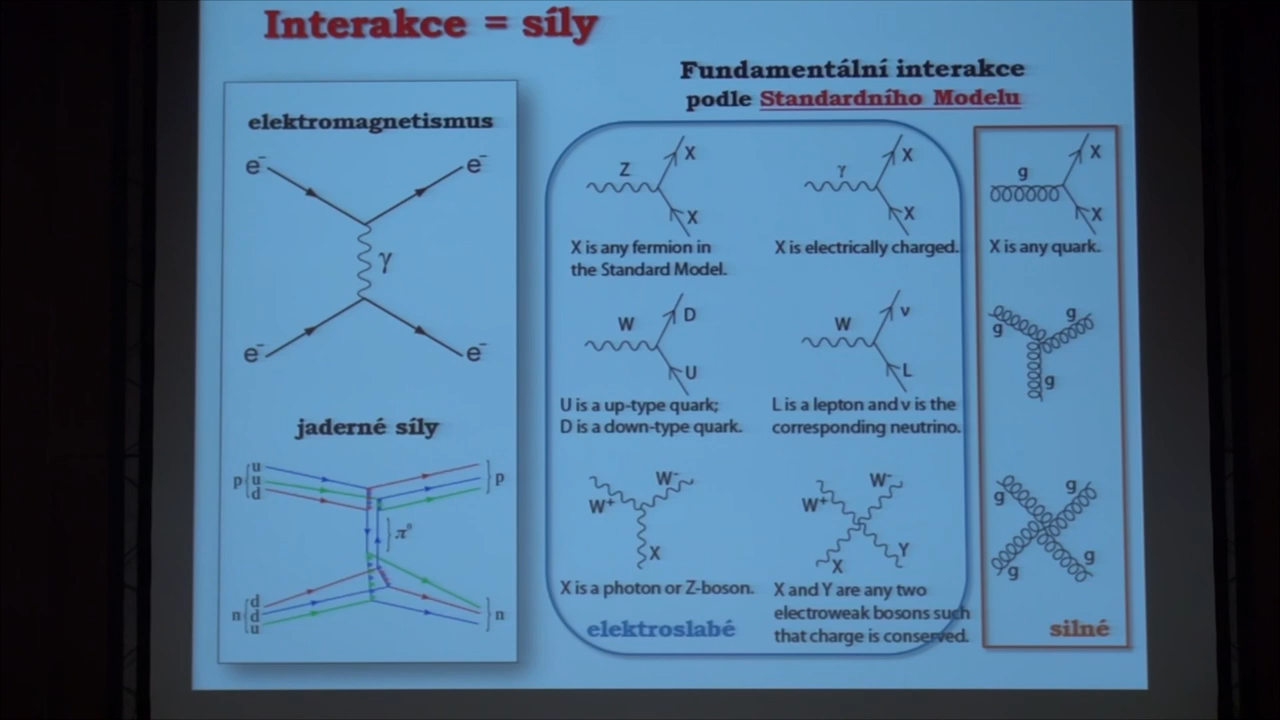 Interakce = síly
elektromagnetismus
e⁻
e⁻
γ
e⁻
e⁻
jaderné síly
p
u
u
d
p
π⁰
n
d
d
u
n
Fundamentální interakce
podle Standardního Modelu
Z
X
X
X is any fermion in
the Standard Model.
γ
X
X
X is electrically charged.
W
D
U
U is a up-type quark;
D is a down-type quark.
W
ν
L
L is a lepton and ν is the
corresponding neutrino.
W⁺
W⁻
X
X is a photon or Z-boson.
W⁺
W⁻
X
Y
X and Y are any two
electroweak bosons such
that charge is conserved.
elektroslabé
g
X
X
X is any quark.
g
g
g
g
g
g
g
silné